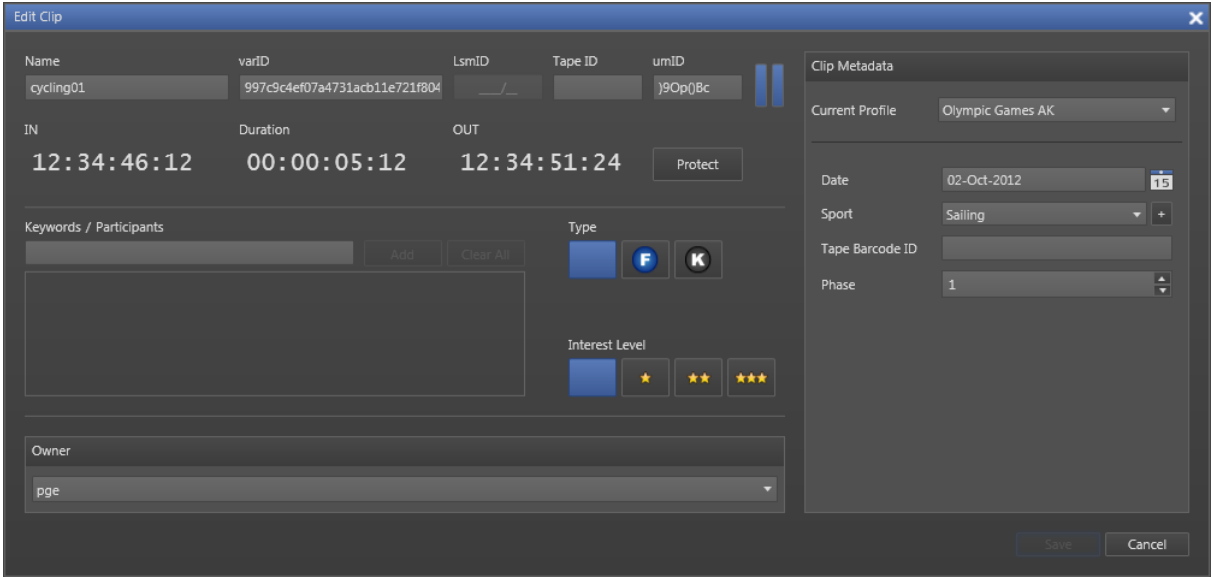 Edit Clip
Name varID LsmID Tape ID umID
cycling01 997c9c4ef07a4731acb11e721f804 ___/__ )9Op()Bc
IN Duration OUT
12:34:46:12 00:00:05:12 12:34:51:24 Protect
Keywords / Participants Type
Add Clear All F K
Interest Level
Owner
pge
Clip Metadata
Current Profile Olympic Games AK
Date 02-Oct-2012 15
Sport Sailing +
Tape Barcode ID
Phase 1
Save Cancel